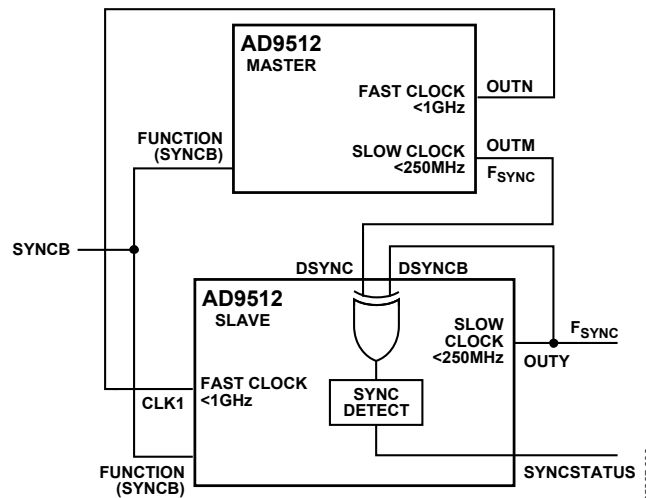 AD9512
MASTER
FAST CLOCK
<1GHz
OUTN
FUNCTION
(SYNCB)
SLOW CLOCK
<250MHz
OUTM
FSYNC
SYNCB
DSYNC
DSYNCB
AD9512
SLAVE
SLOW
CLOCK
<250MHz
FSYNC
OUTY
FAST CLOCK
<1GHz
CLK1
SYNC
DETECT
FUNCTION
(SYNCB)
SYNCSTATUS